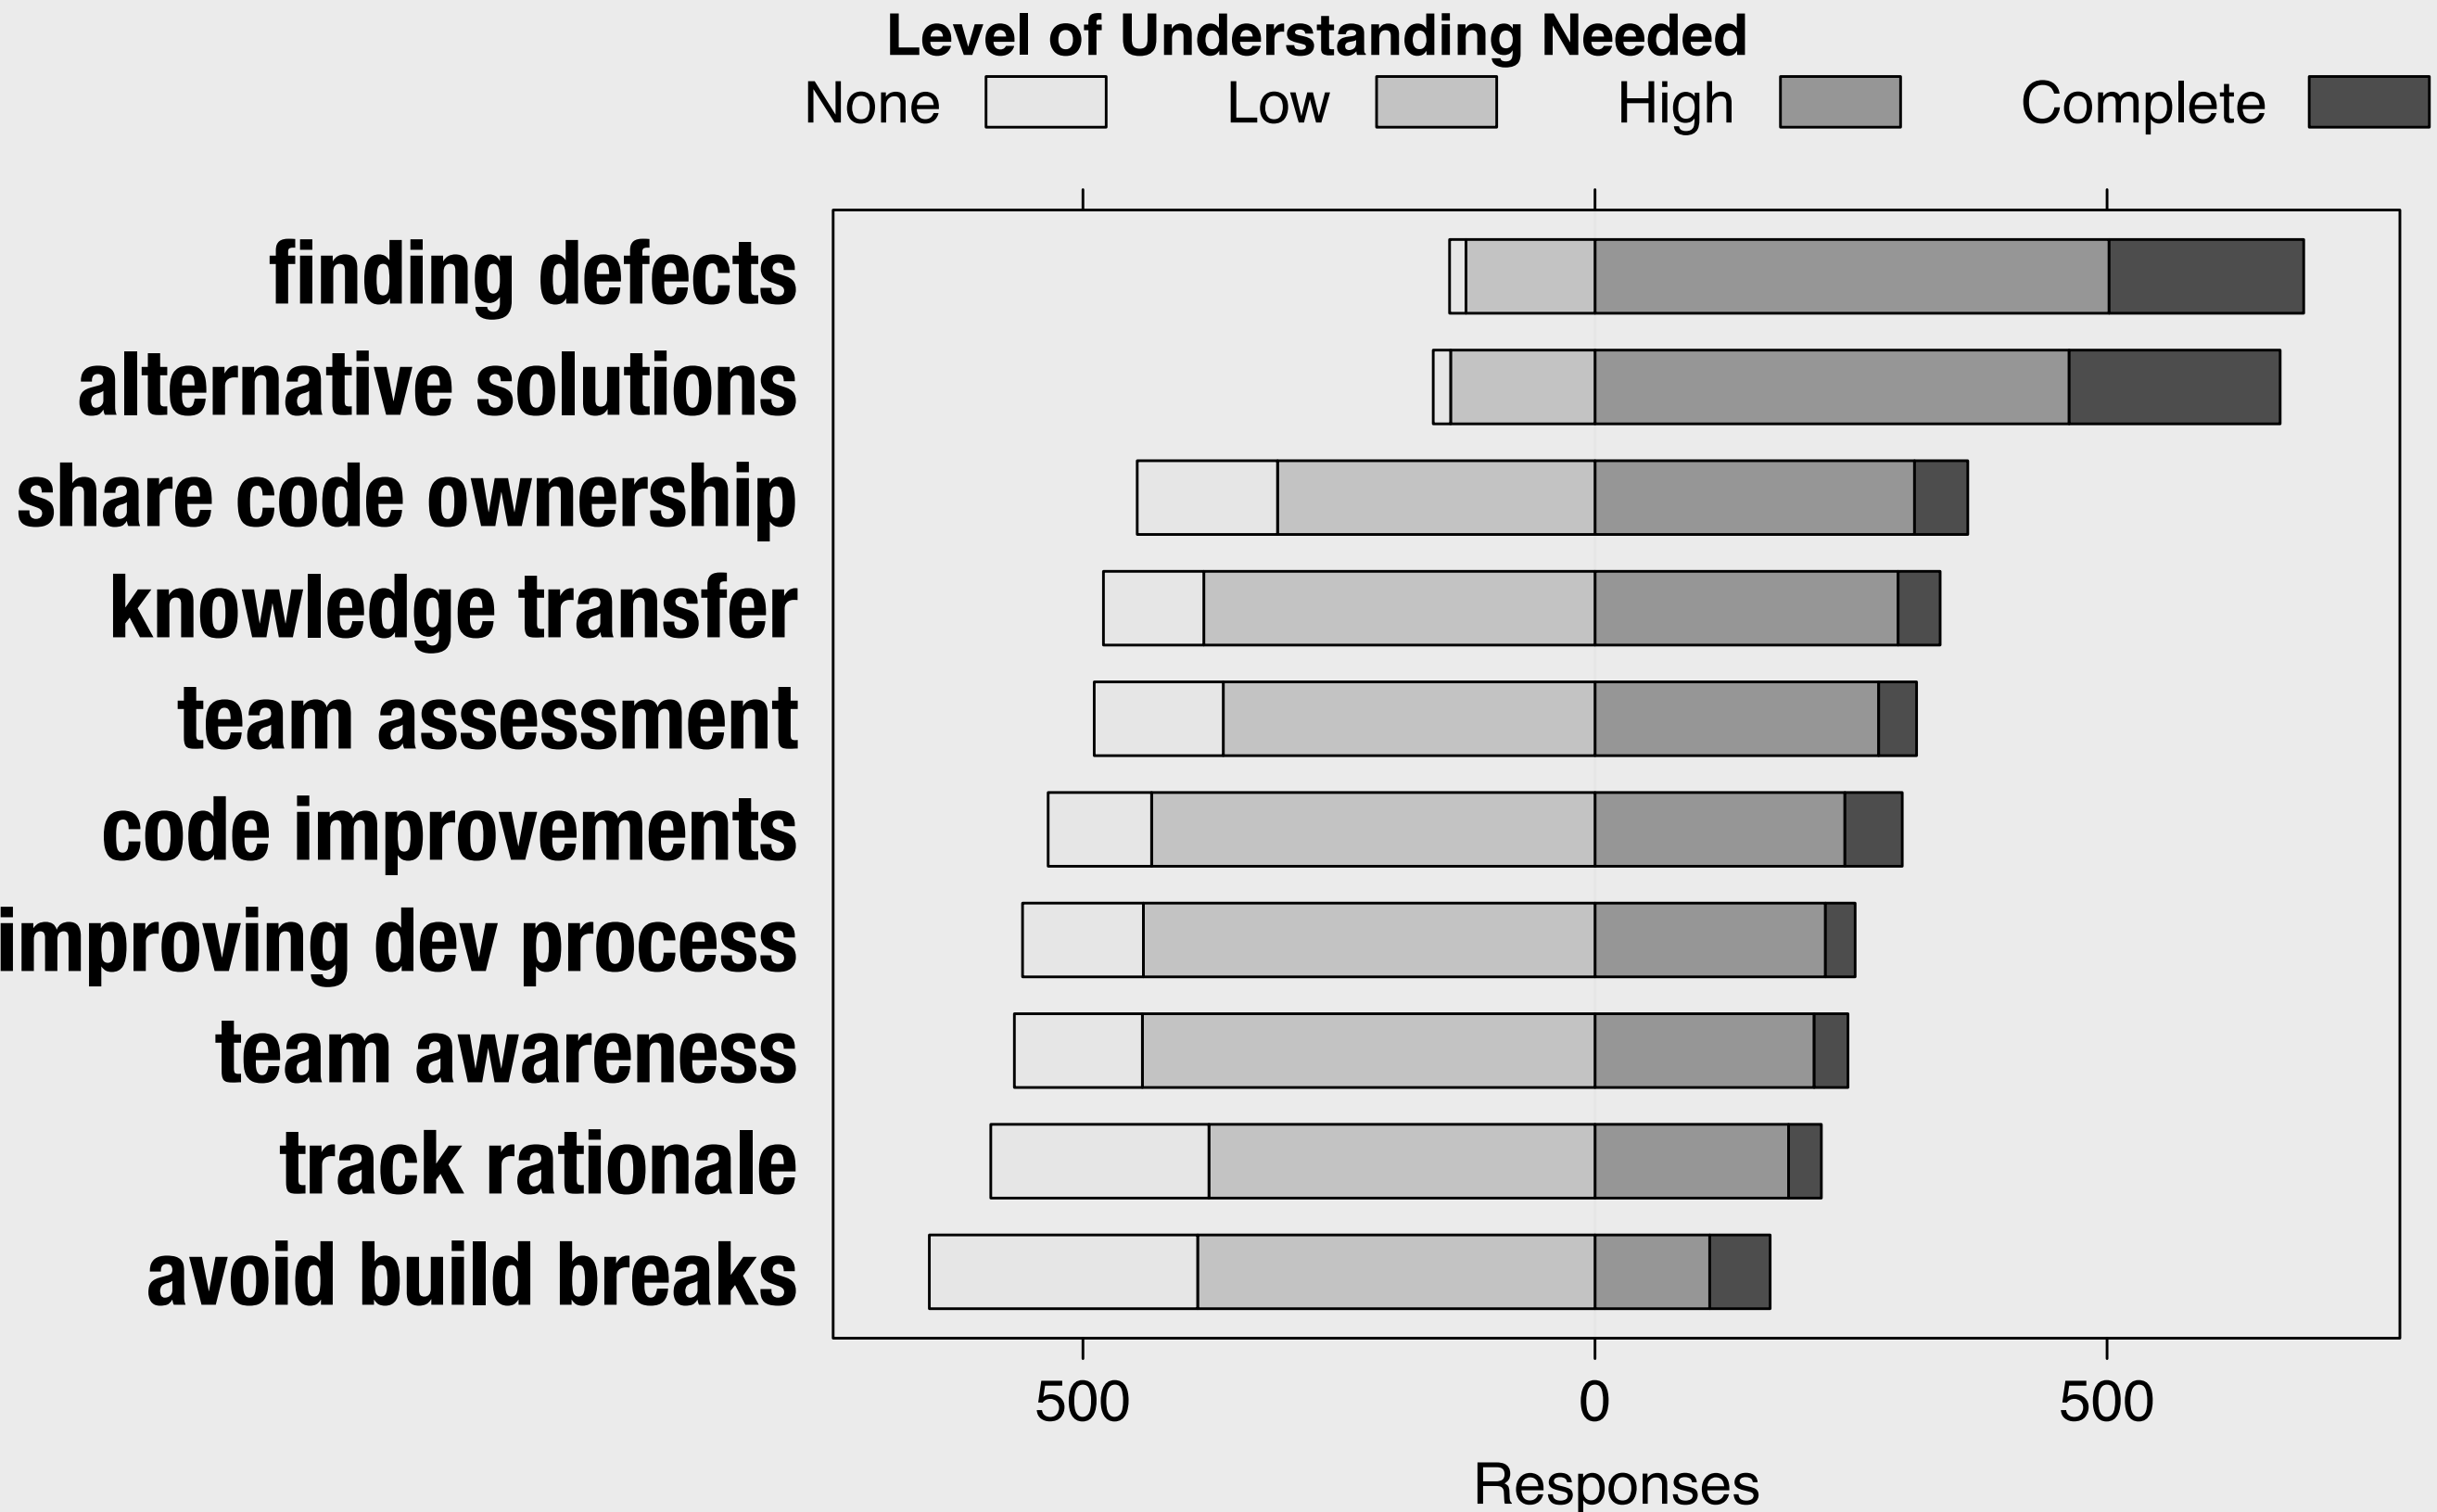 Level of Understanding Needed
None Low High Complete
finding defects
alternative solutions
share code ownership
knowledge transfer
team assessment
code improvements
improving dev process
team awareness
track rationale
avoid build breaks
500 0 500
Responses